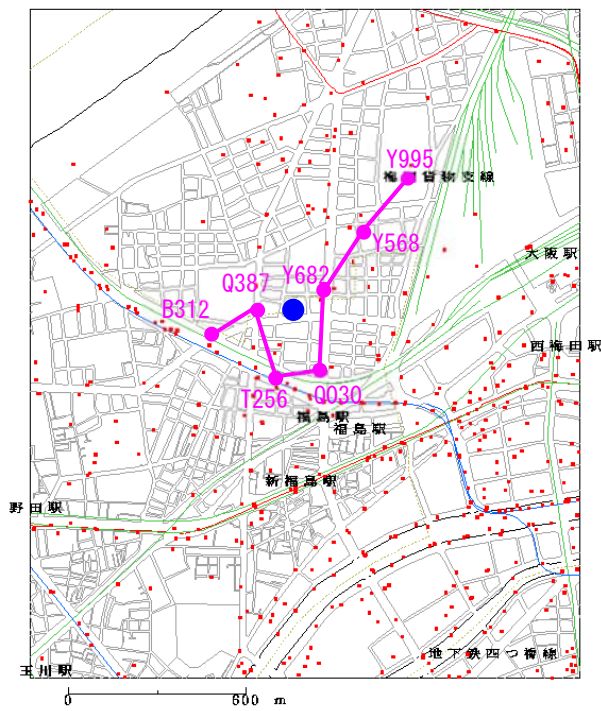 Y995
梅田貨物支線
Y568
大阪駅
Y682
Q387
B312
西梅田駅
T256
Q030
福島駅
福島駅
新福島駅
野田駅
地下鉄四つ橋線
玉川駅
0 600 m